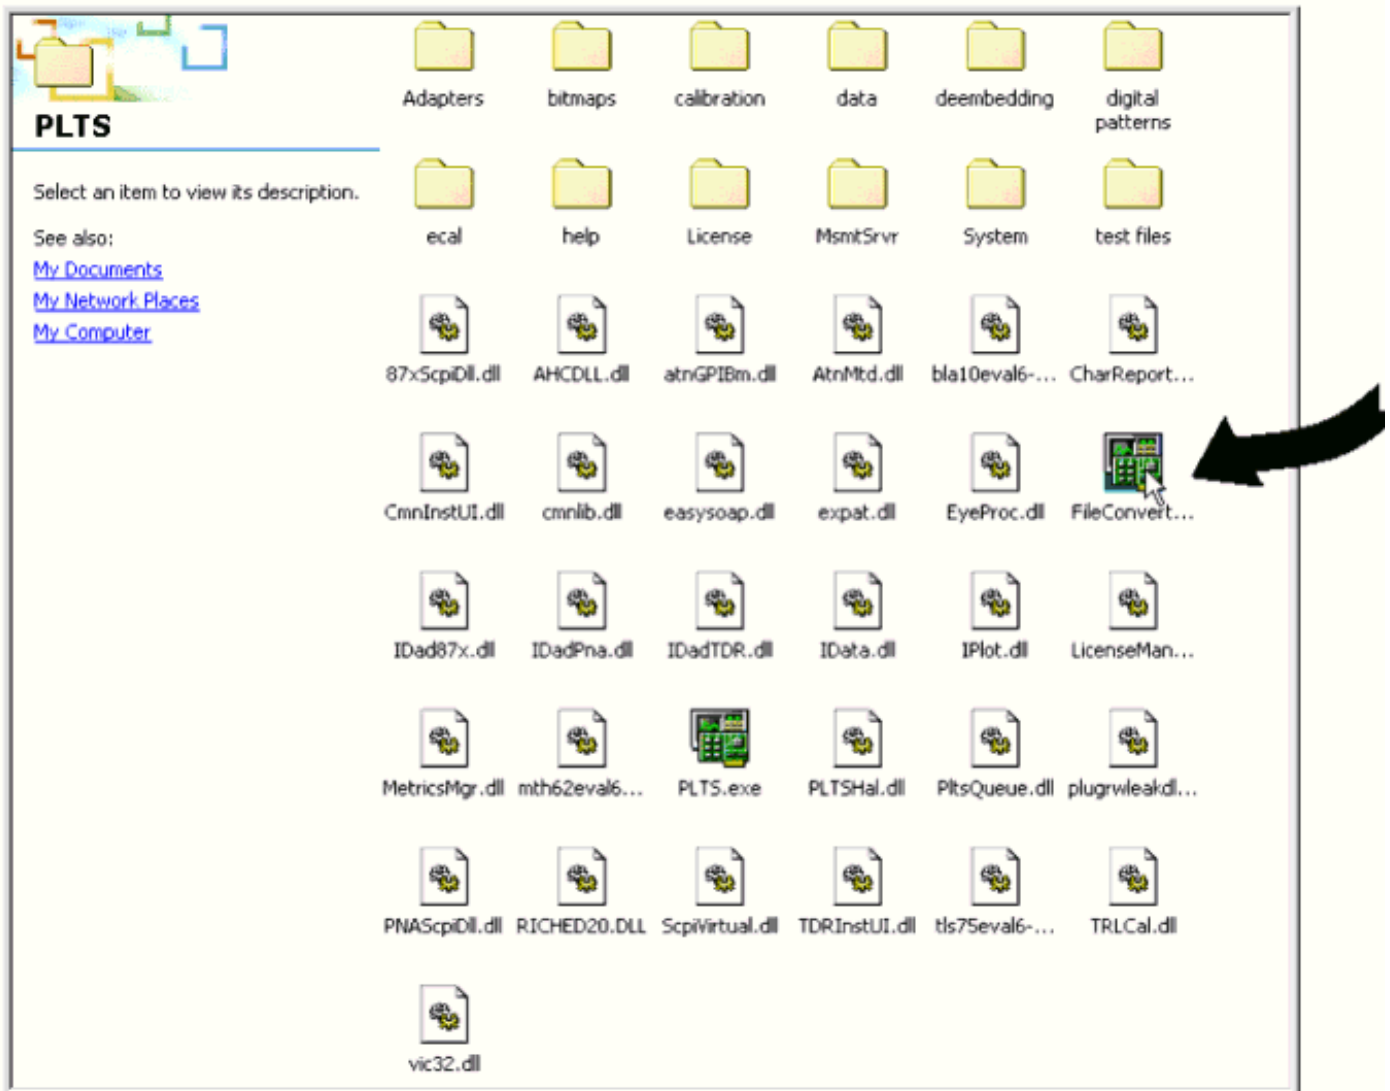 PLTS
Select an item to view its description.
See also:
My Documents
My Network Places
My Computer
Adapters bitmaps calibration data deembedding digital
patterns
ecal help License MsmtSrvr System test files
87xScpiDll.dll AHCDLL.dll atnGPIBm.dll AtnMtd.dll bla10eval6-... CharReport...
CmnInstUI.dll cmnlib.dll easysoap.dll expat.dll EyeProc.dll FileConvert...
IDad87x.dll IDadPna.dll IDadTDR.dll IData.dll IPlot.dll LicenseMan...
MetricsMgr.dll mth62eval6... PLTS.exe PLTSHal.dll PltsQueue.dll plugrwleakdl...
PNAScpiDll.dll RICHED20.DLL ScpiVirtual.dll TDRInstUI.dll tls75eval6-... TRLCal.dll
vic32.dll